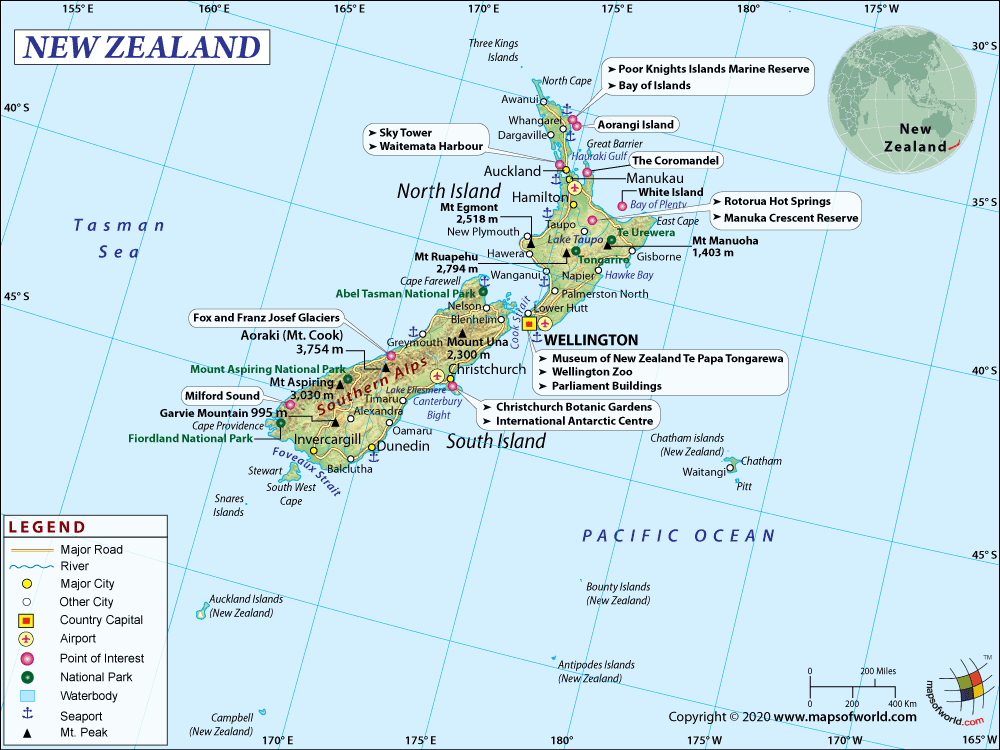 155°E
160°E
165°E
170°E
175°E
180°E
175°W
NEW ZEALAND
30°S
40°S
35°S
45°S
40°S
45°S
Three Kings
Islands
North Cape
➤ Poor Knights Islands Marine Reserve
➤ Bay of Islands
Awanui
Whangarei
Aorangi Island
Dargaville
➤ Sky Tower
➤ Waitemata Harbour
Great Barrier
Hauraki Gulf
The Coromandel
Auckland
Manukau
North Island
Hamilton
White Island
Bay of Plenty
➤ Rotorua Hot Springs
➤ Manuka Crescent Reserve
Mt Egmont
2,518 m
East Cape
Taupo
Te Urewera
New Plymouth
Lake Taupo
Mt Manuoha
1,403 m
Hawera
Tongariro
Gisborne
Mt Ruapehu
2,794 m
Wanganui
Napier
Hawke Bay
Cape Farewell
Abel Tasman National Park
Palmerston North
Nelson
Cook Strait
Lower Hutt
Blenheim
Fox and Franz Josef Glaciers
WELLINGTON
Aoraki (Mt. Cook)
3,754 m
Greymouth
Mount Una
2,300 m
➤ Museum of New Zealand Te Papa Tongarewa
➤ Wellington Zoo
➤ Parliament Buildings
Mount Aspiring National Park
Christchurch
Mt Aspiring
3,030 m
Southern Alps
Lake Ellesmere
Milford Sound
Timaru
Canterbury
Bight
➤ Christchurch Botanic Gardens
➤ International Antarctic Centre
Garvie Mountain 995 m
Alexandra
Cape Providence
Oamaru
Fiordland National Park
Invercargill
Dunedin
South Island
Foveaux Strait
Balclutha
Stewart
South West
Cape
Snares
Islands
Chatham islands
(New Zealand)
Chatham
Waitangi
Pitt
Tasman
Sea
PACIFIC OCEAN
New
Zealand
Bounty Islands
(New Zealand)
Auckland Islands
(New Zealand)
Antipodes Islands
(New Zealand)
Campbell
(New Zealand)
LEGEND
Major Road
River
Major City
Other City
Country Capital
Airport
Point of Interest
National Park
Waterbody
Seaport
Mt. Peak
0 200 Miles
0 200 400 Km
Copyright © 2020 www.mapsofworld.com
mapsofworld.com
TM
170°E
175°E
180°E
175°W
170°W
165°W